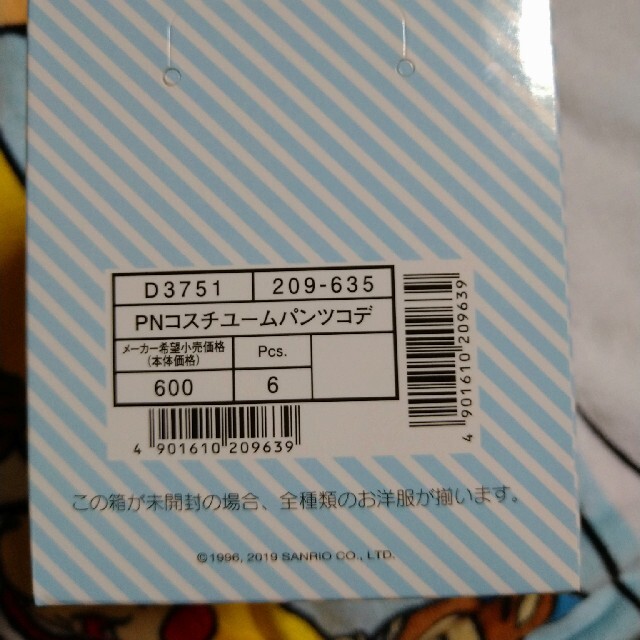 D3751 209-635
PNコスチュームパンツコデ
メーカー希望小売価格 Pcs.
(本体価格)
600 6
4 901610 209639
4 901610 209639
この箱が未開封の場合、全種類のお洋服が揃います。
©1996, 2019 SANRIO CO., LTD.